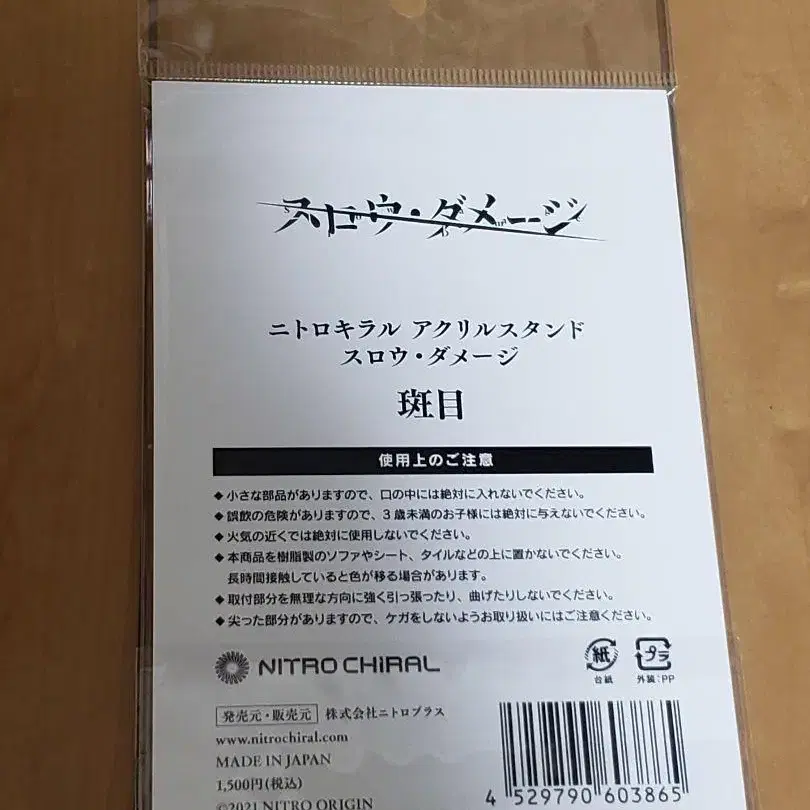 スロウ・ダメージ
ニトロキラル アクリルスタンド
スロウ・ダメージ
斑目
使用上のご注意
◆小さな部品がありますので、口の中には絶対に入れないでください。
◆誤飲の危険がありますので、3歳未満のお子様には絶対に与えないでください。
◆火気の近くでは絶対に使用しないでください。
◆本商品を樹脂製のソファやシート、タイルなどの上に置かないでください。
長時間接触していると色が移る場合があります。
◆取付部分を無理な方向に強く引っ張ったり、曲げたりしないでください。
◆尖った部分がありますので、ケガをしないようお取り扱いにはご注意ください。
NITRO CHiRAL
紙 プラ
台紙 外装:PP
発売元・販売元 株式会社ニトロプラス
www.nitrochiral.com
MADE IN JAPAN
1,500円(税込)
©2021 NITRO ORIGIN
4 529790 603865